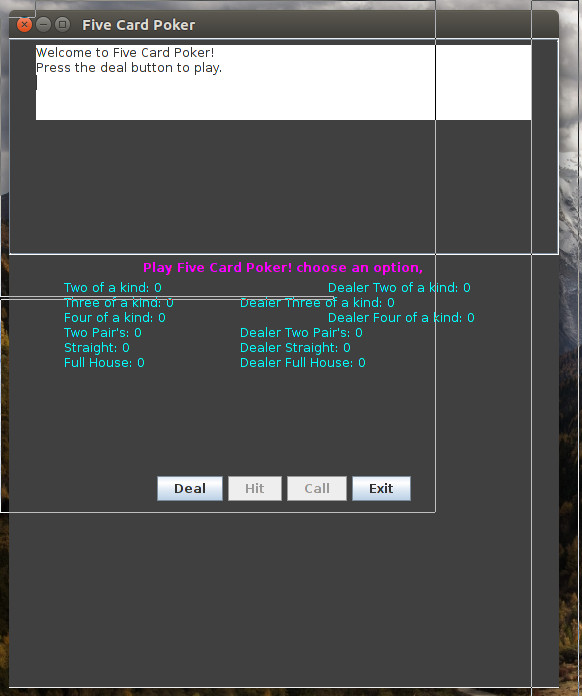 Five Card Poker
Welcome to Five Card Poker!
Press the deal button to play.
Play Five Card Poker! choose an option,
Two of a kind: 0 Dealer Two of a kind: 0
Three of a kind: 0 Dealer Three of a kind: 0
Four of a kind: 0 Dealer Four of a kind: 0
Two Pair's: 0 Dealer Two Pair's: 0
Straight: 0 Dealer Straight: 0
Full House: 0 Dealer Full House: 0
Deal Hit Call Exit